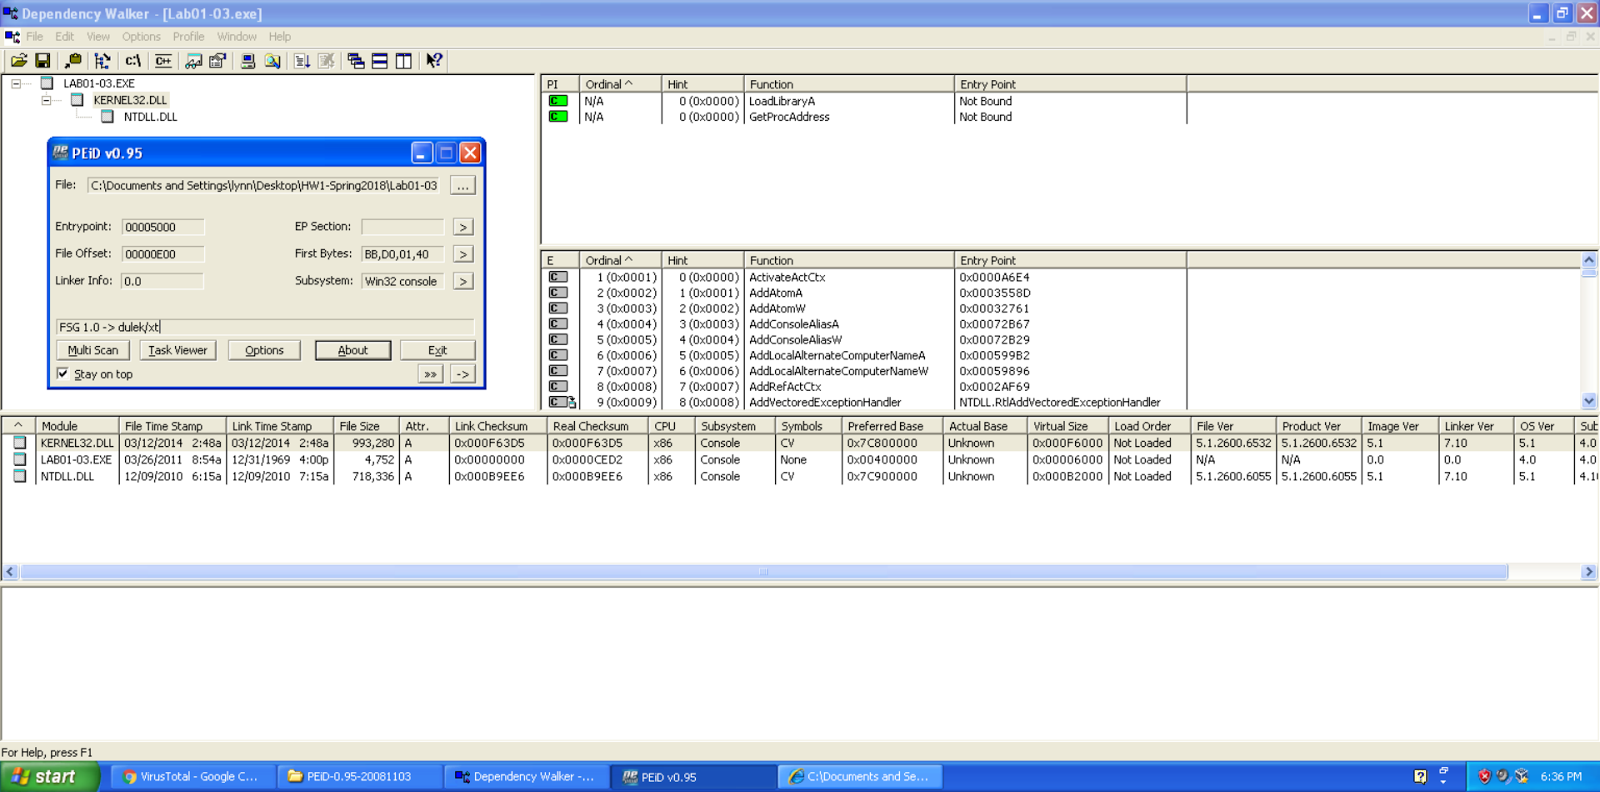 Dependency Walker - [Lab01-03.exe]
File Edit View Options Profile Window Help
C:\ C++
LAB01-03.EXE
KERNEL32.DLL
NTDLL.DLL
PEiD v0.95
File: C:\Documents and Settings\lynn\Desktop\HW1-Spring2018\Lab01-03 ...
Entrypoint: 00005000 EP Section: >
File Offset: 00000E00 First Bytes: BB,D0,01,40 >
Linker Info: 0.0 Subsystem: Win32 console >
FSG 1.0 -> dulek/xt
Multi Scan Task Viewer Options About Exit
Stay on top »» ->
PI Ordinal ^ Hint Function Entry Point
C N/A 0 (0x0000) LoadLibraryA Not Bound
C N/A 0 (0x0000) GetProcAddress Not Bound
E Ordinal ^ Hint Function Entry Point
C 1 (0x0001) 0 (0x0000) ActivateActCtx 0x0000A6E4
C 2 (0x0002) 1 (0x0001) AddAtomA 0x0003558D
C 3 (0x0003) 2 (0x0002) AddAtomW 0x00032761
C 4 (0x0004) 3 (0x0003) AddConsoleAliasA 0x00072B67
C 5 (0x0005) 4 (0x0004) AddConsoleAliasW 0x00072B29
C 6 (0x0006) 5 (0x0005) AddLocalAlternateComputerNameA 0x000599B2
C 7 (0x0007) 6 (0x0006) AddLocalAlternateComputerNameW 0x00059896
C 8 (0x0008) 7 (0x0007) AddRefActCtx 0x0002AF69
C 9 (0x0009) 8 (0x0008) AddVectoredExceptionHandler NTDLL.RtlAddVectoredExceptionHandler
^ Module File Time Stamp Link Time Stamp File Size Attr. Link Checksum Real Checksum CPU Subsystem Symbols Preferred Base Actual Base Virtual Size Load Order File Ver Product Ver Image Ver Linker Ver OS Ver Sub
KERNEL32.DLL 03/12/2014 2:48a 03/12/2014 2:48a 993,280 A 0x000F63D5 0x000F63D5 x86 Console CV 0x7C800000 Unknown 0x000F6000 Not Loaded 5.1.2600.6532 5.1.2600.6532 5.1 7.10 5.1 4.0
LAB01-03.EXE 03/26/2011 8:54a 12/31/1969 4:00p 4,752 A 0x00000000 0x0000CED2 x86 Console None 0x00400000 Unknown 0x00006000 Not Loaded N/A N/A 0.0 0.0 4.0 4.0
NTDLL.DLL 12/09/2010 6:15a 12/09/2010 7:15a 718,336 A 0x000B9EE6 0x000B9EE6 x86 Console CV 0x7C900000 Unknown 0x000B2000 Not Loaded 5.1.2600.6055 5.1.2600.6055 5.1 7.10 5.1 4.1
For Help, press F1
start VirusTotal - Google C... PEiD-0.95-20081103 Dependency Walker -... PEiD v0.95 C:\Documents and Se... 6:36 PM